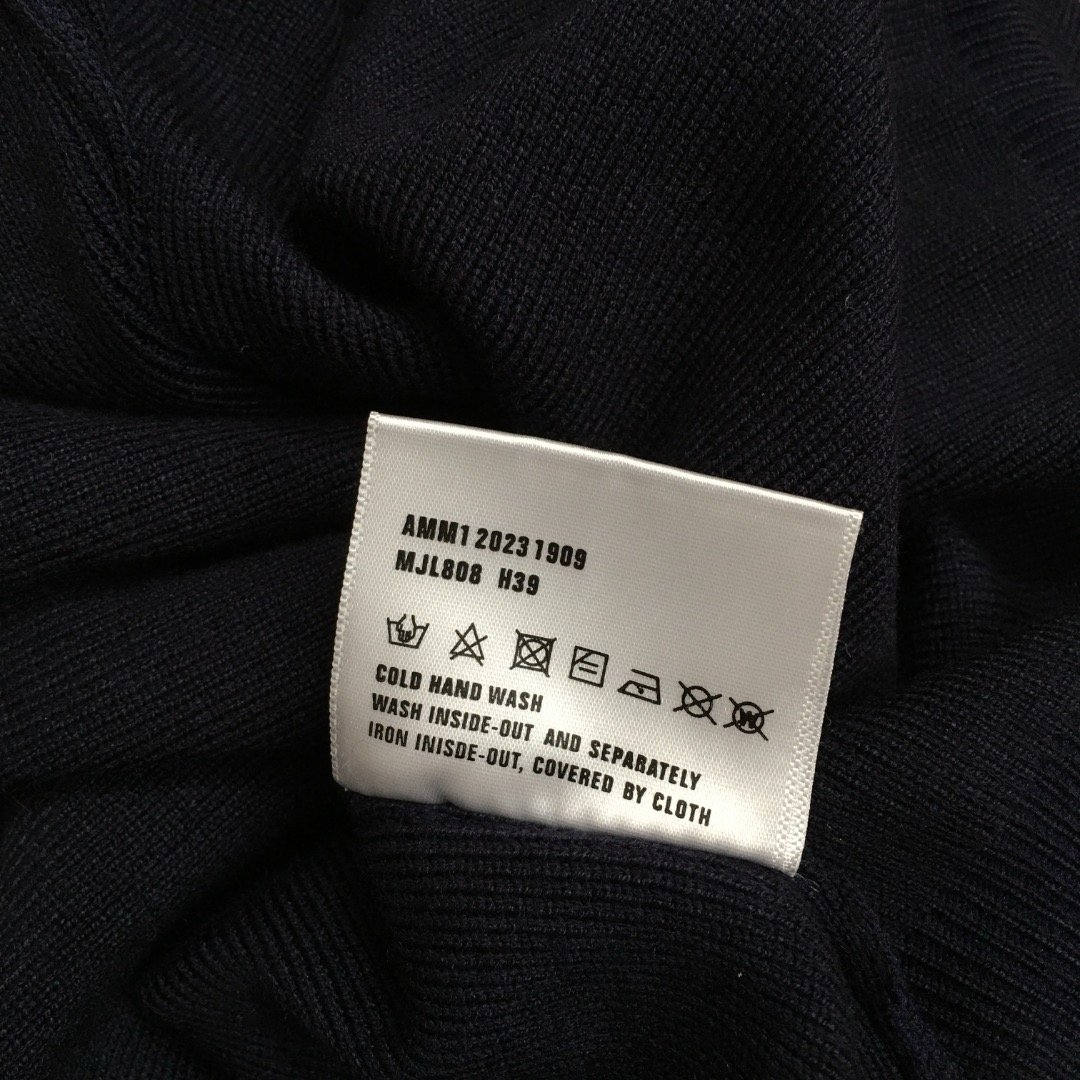 AMM120231909
MJL808 H39
COLD HAND WASH
WASH INSIDE-OUT AND SEPARATELY
IRON INISDE-OUT, COVERED BY CLOTH